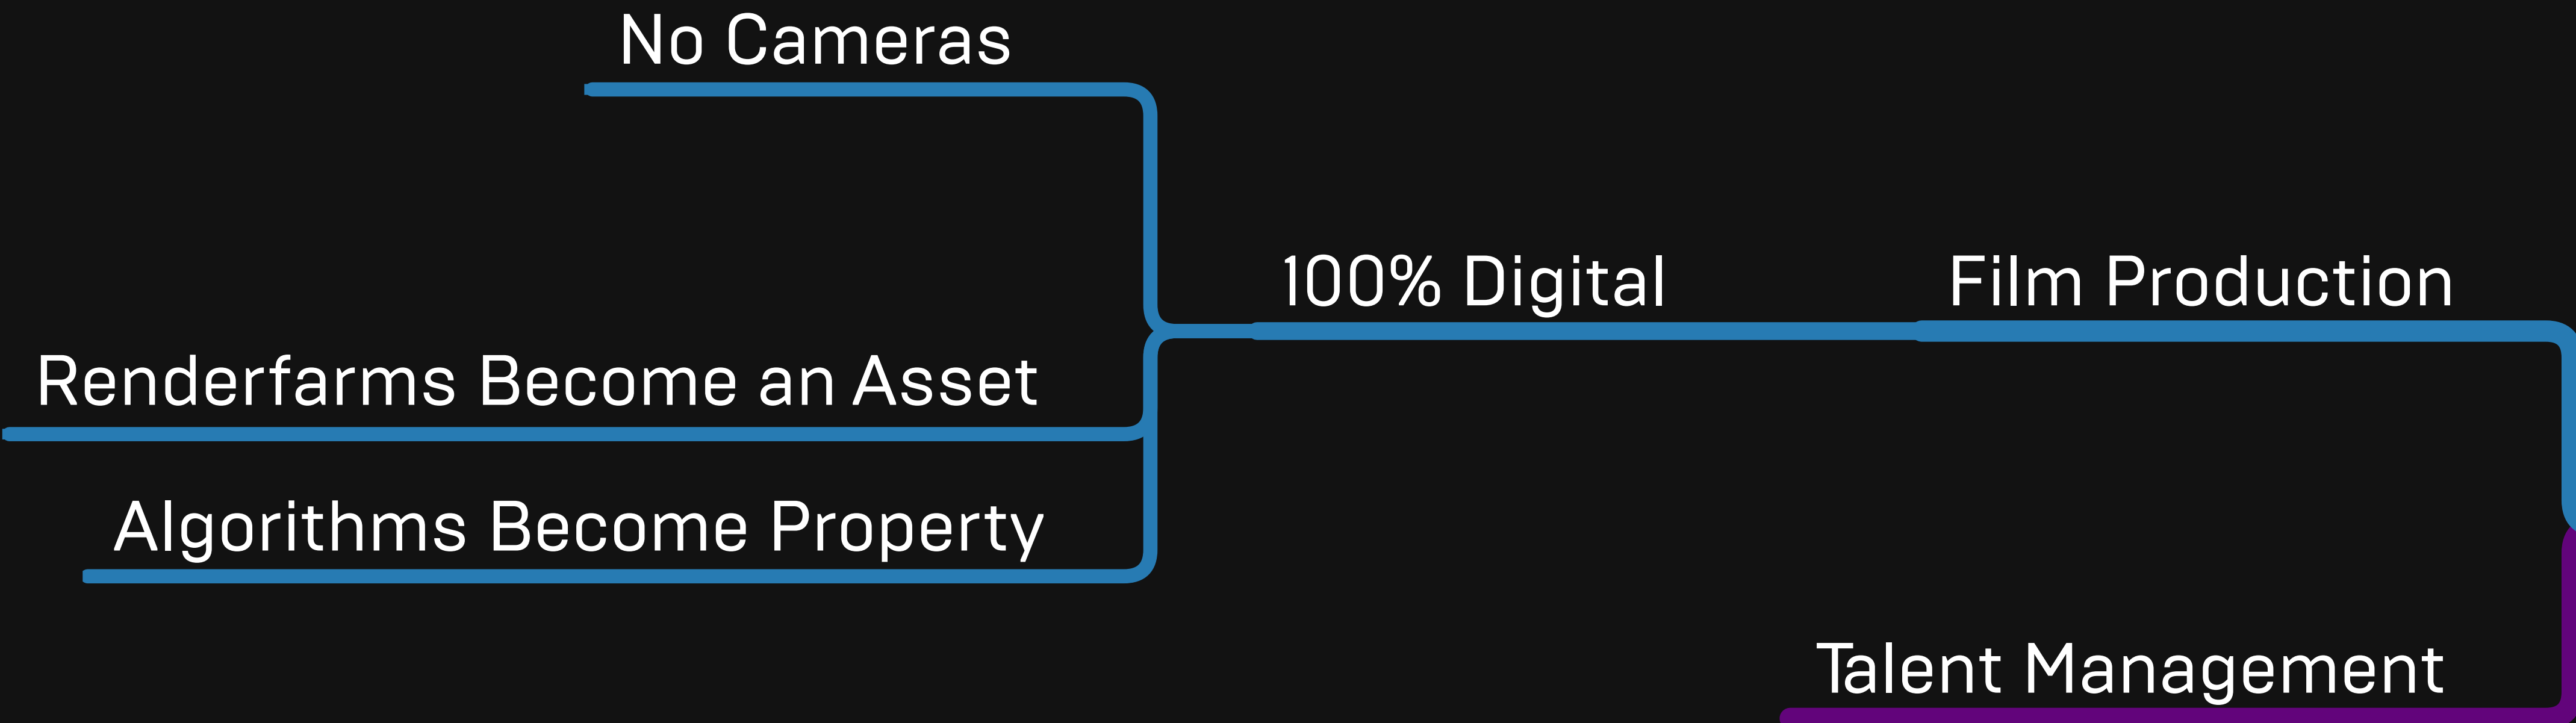 No Cameras
100% Digital
Film Production
Renderfarms Become an Asset
Algorithms Become Property
Talent Management